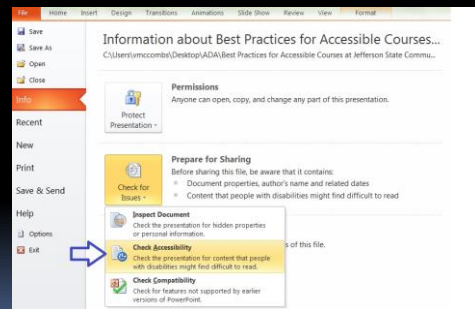 File Home Insert Design Transitions Animations Slide Show Review View Format
Save
Save As
Open
Close
Info
Recent
New
Print
Save & Send
Help
Options
Exit
Information about Best Practices for Accessible Courses...
C:\Users\vmccombs\Desktop\ADA\Best Practices for Accessible Courses at Jefferson State Commu...
Protect
Presentation
Permissions
Anyone can open, copy, and change any part of this presentation.
Check for
Issues
Prepare for Sharing
Before sharing this file, be aware that it contains:
Document properties, author's name and related dates
Content that people with disabilities might find difficult to read
Inspect Document
Check the presentation for hidden properties
or personal information.
Check Accessibility
Check the presentation for content that people
with disabilities might find difficult to read.
Check Compatibility
Check for features not supported by earlier
versions of PowerPoint.
s of this file.